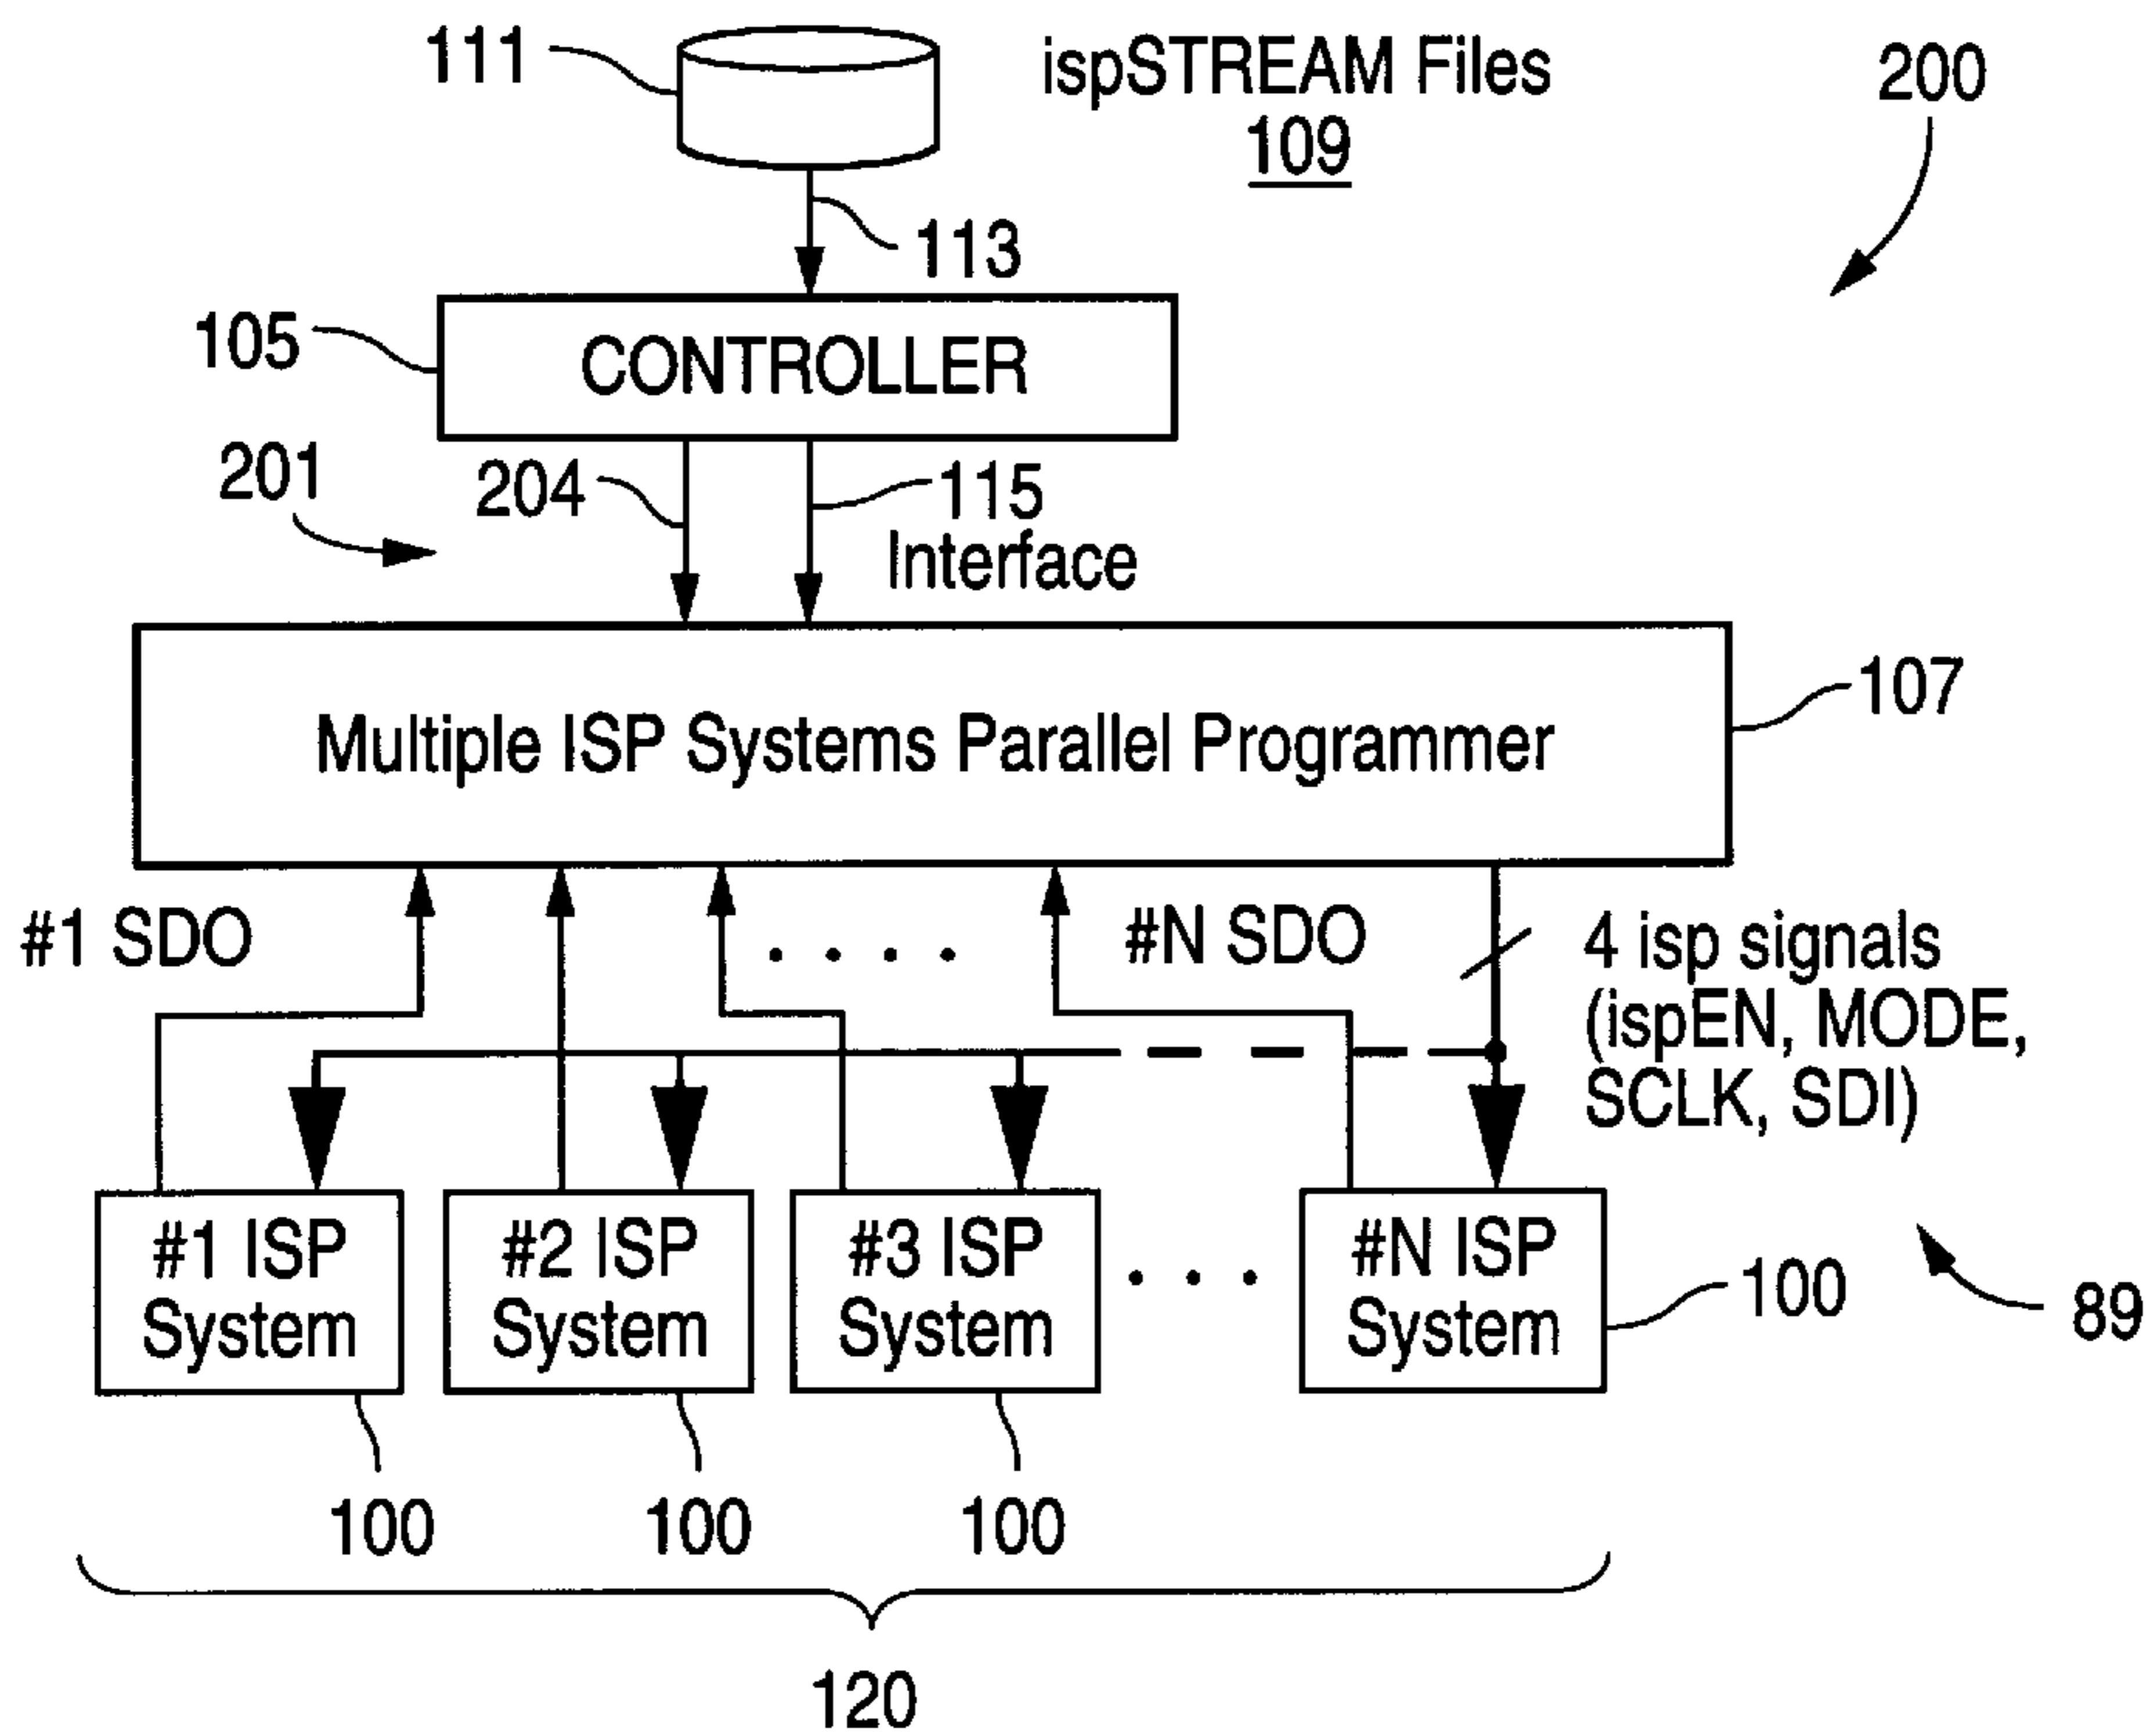 111
ispSTREAM Files
109
200
113
105
CONTROLLER
201
204
115
Interface
Multiple ISP Systems Parallel Programmer
107
#1 SDO
. . . .
#N SDO
4 isp signals
(ispEN, MODE,
SCLK, SDI)
#1 ISP
System
#2 ISP
System
#3 ISP
System
. . .
#N ISP
System
100
89
100
100
100
120